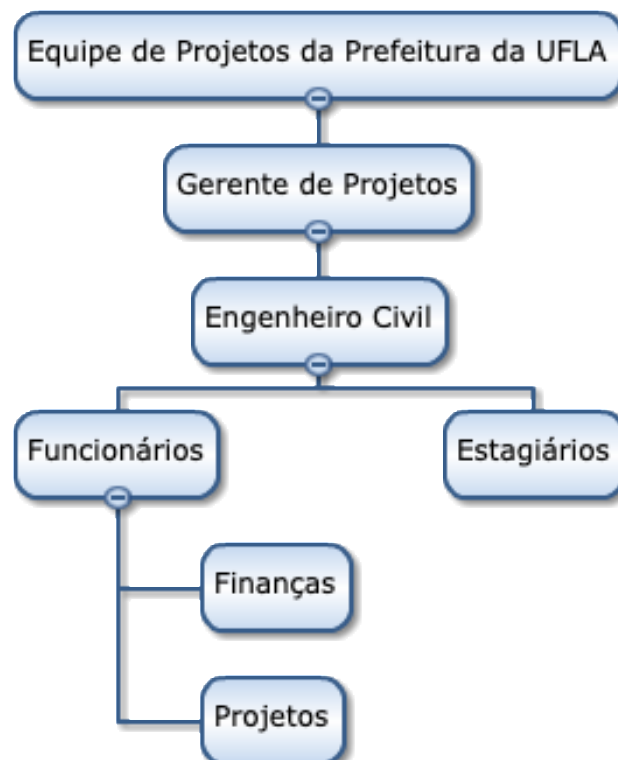 Equipe de Projetos da Prefeitura da UFLA
Gerente de Projetos
Engenheiro Civil
Funcionários
Estagiários
Finanças
Projetos